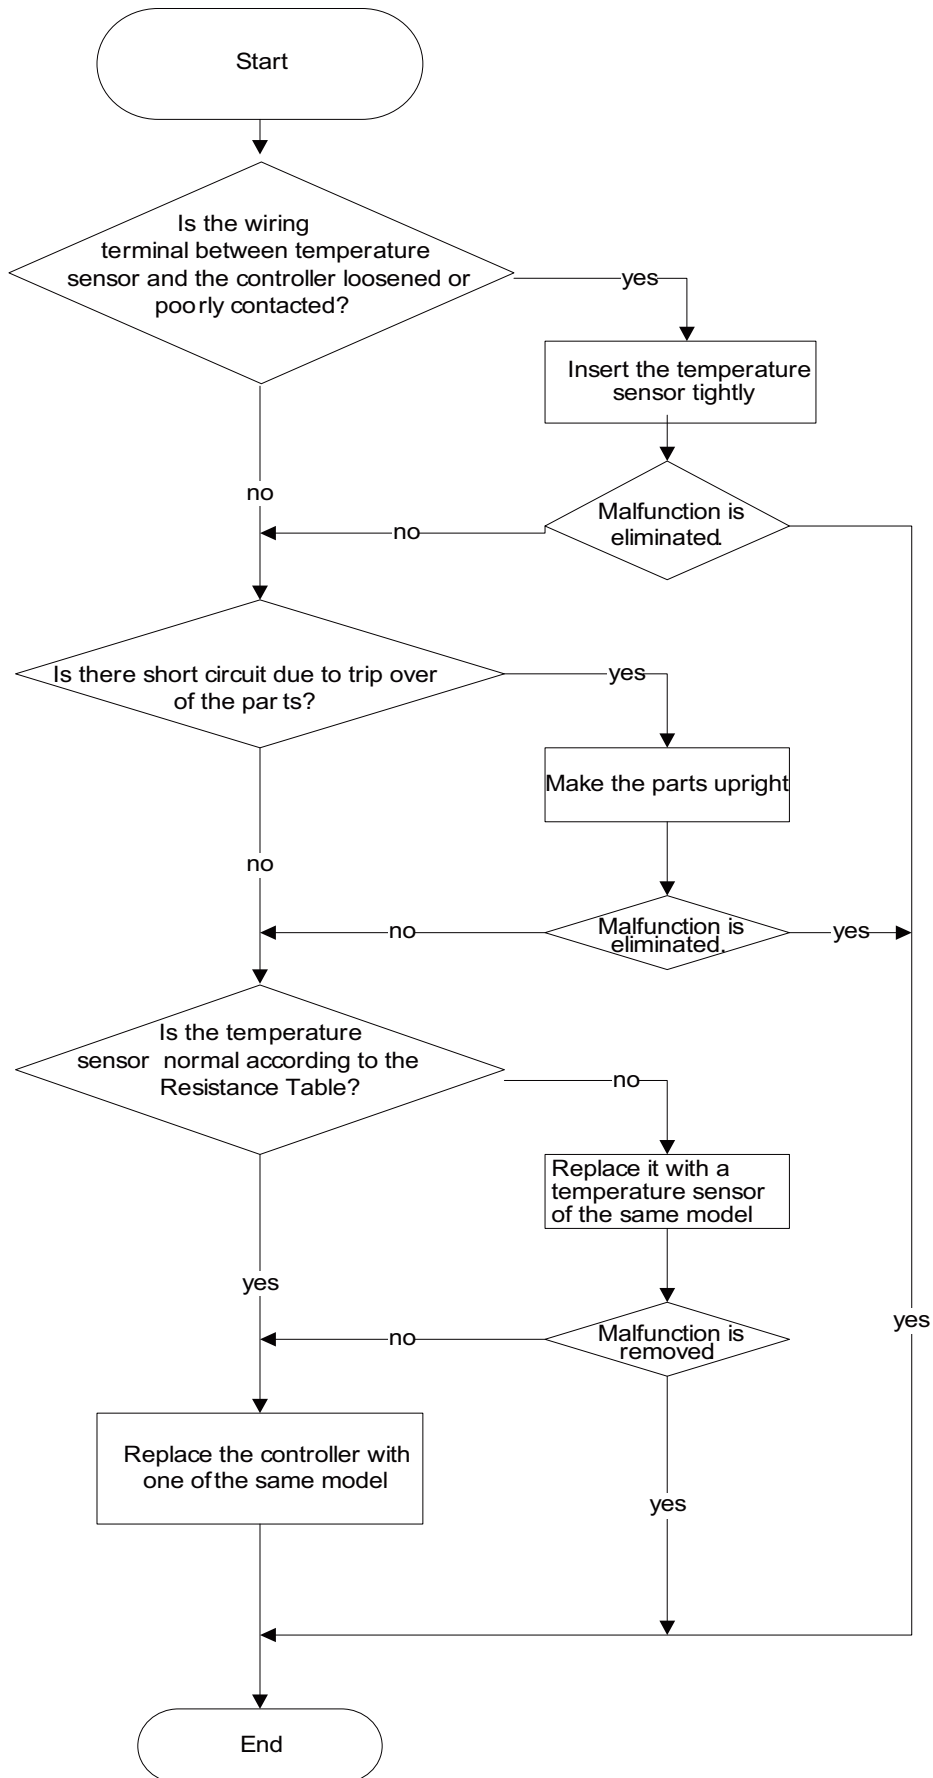 Start
Is the wiring
terminal between temperature
sensor and the controller loosened or
poorly contacted?
yes
Insert the temperature
sensor tightly
no
Malfunction is
eliminated.
no
Is there short circuit due to trip over
of the parts?
yes
Make the parts upright
no
Malfunction is
eliminated.
no
yes
Is the temperature
sensor normal according to the
Resistance Table?
no
Replace it with a
temperature sensor
of the same model
yes
Malfunction is
removed
no
yes
Replace the controller with
one of the same model
yes
End